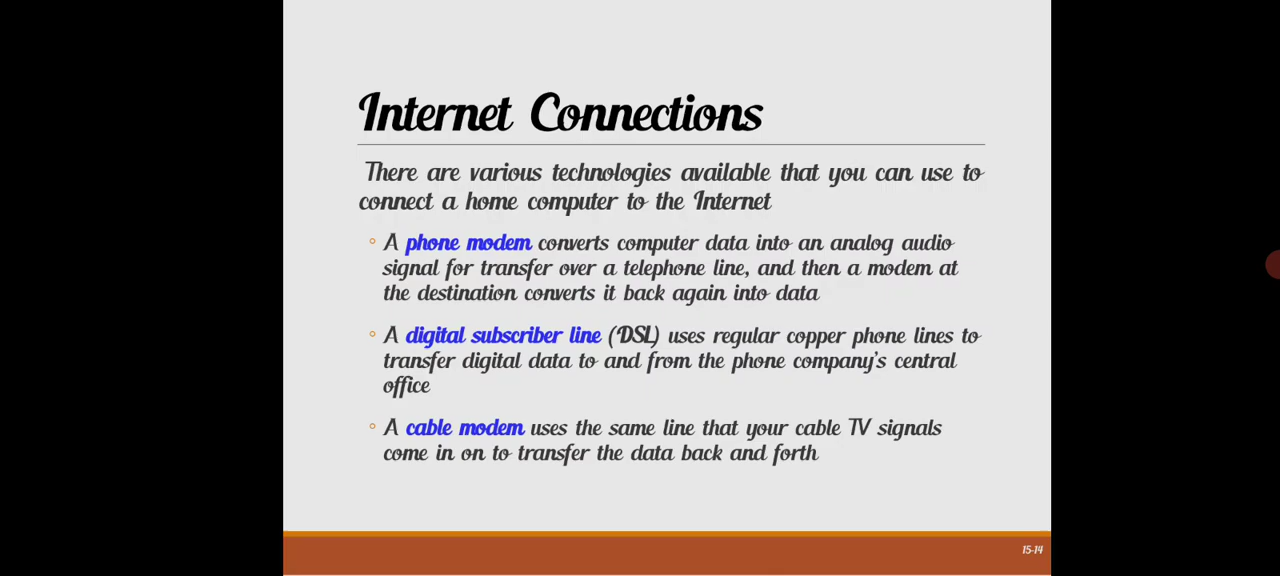 Internet Connections
There are various technologies available that you can use to
connect a home computer to the Internet
◦ A phone modem converts computer data into an analog audio
signal for transfer over a telephone line, and then a modem at
the destination converts it back again into data
◦ A digital subscriber line (DSL) uses regular copper phone lines to
transfer digital data to and from the phone company's central
office
◦ A cable modem uses the same line that your cable TV signals
come in on to transfer the data back and forth
15-14